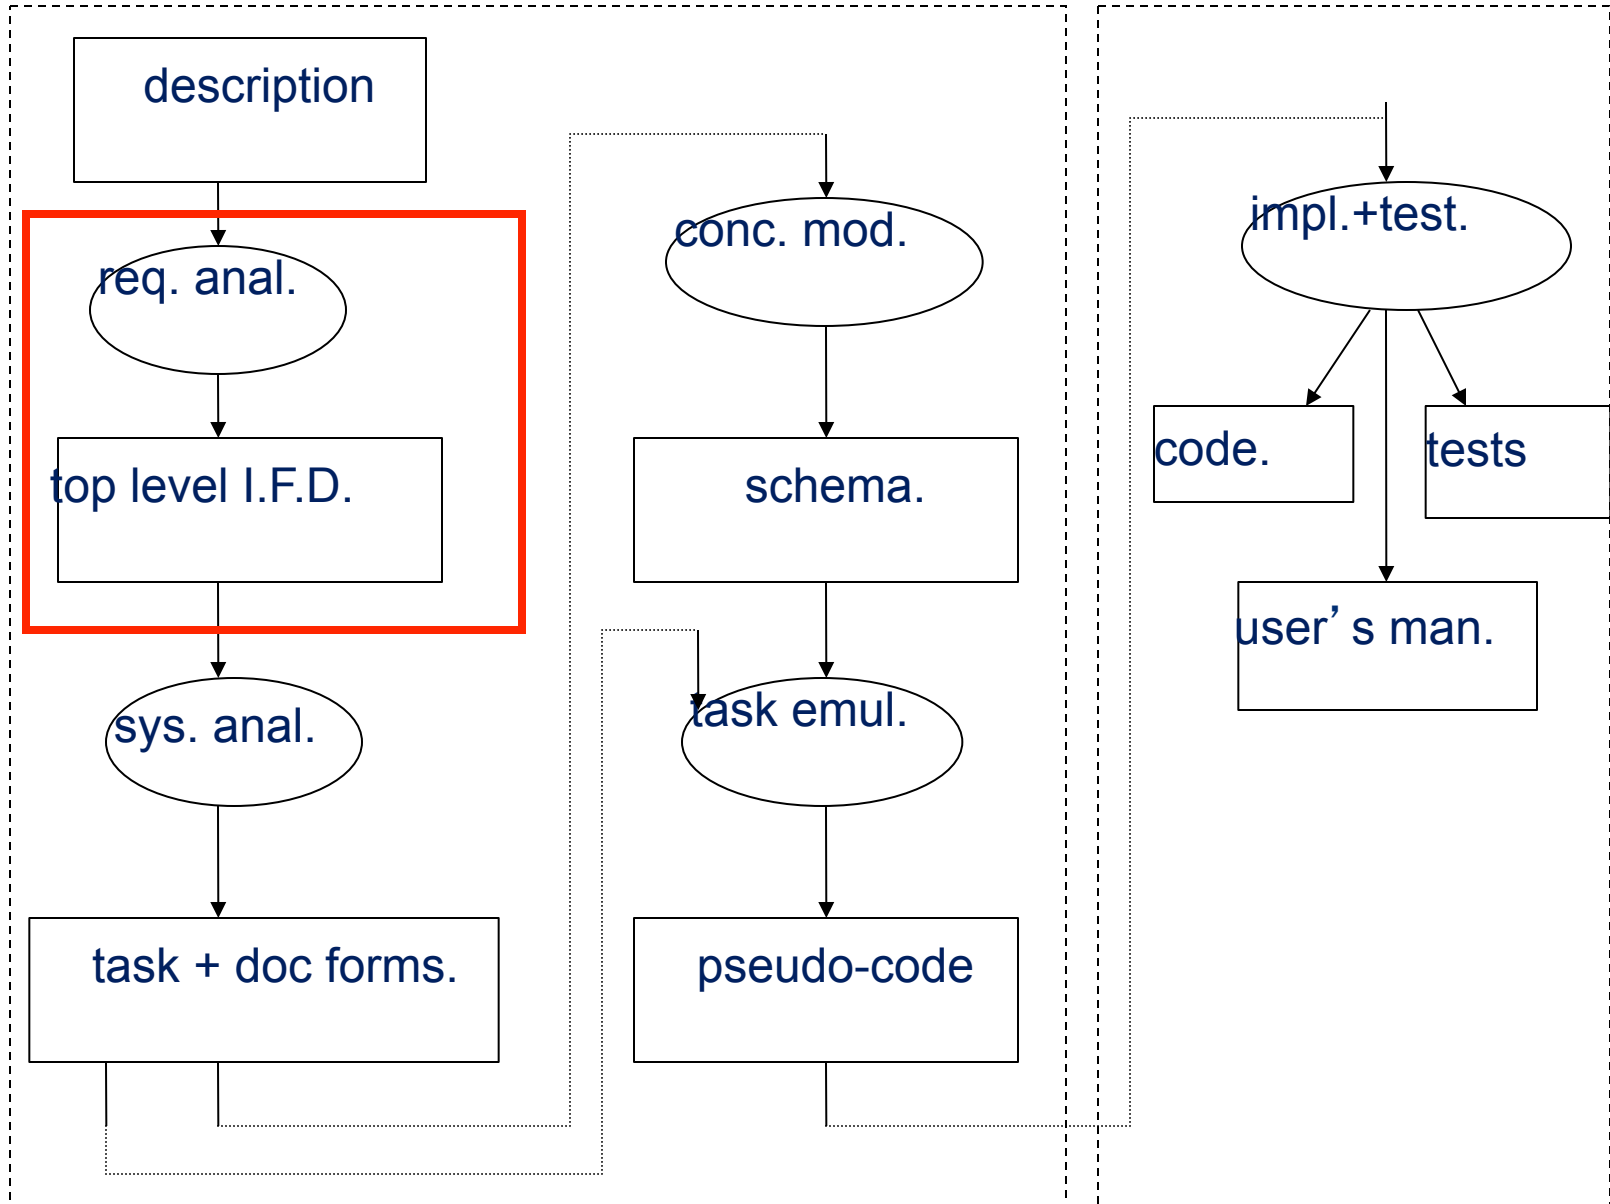 description
req. anal.
top level I.F.D.
sys. anal.
task + doc forms.
conc. mod.
schema.
task emul.
pseudo-code
impl.+test.
code.
tests
user’s man.